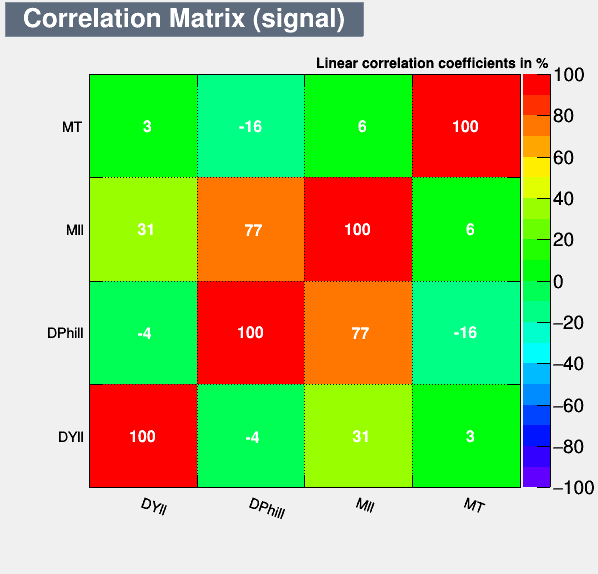 Correlation Matrix (signal)
Linear correlation coefficients in %
MT 3 -16 6 100
Mll 31 77 100 6
DPhill -4 100 77 -16
DYll 100 -4 31 3
DYll DPhill Mll MT
100
80
60
40
20
0
−20
−40
−60
−80
−100